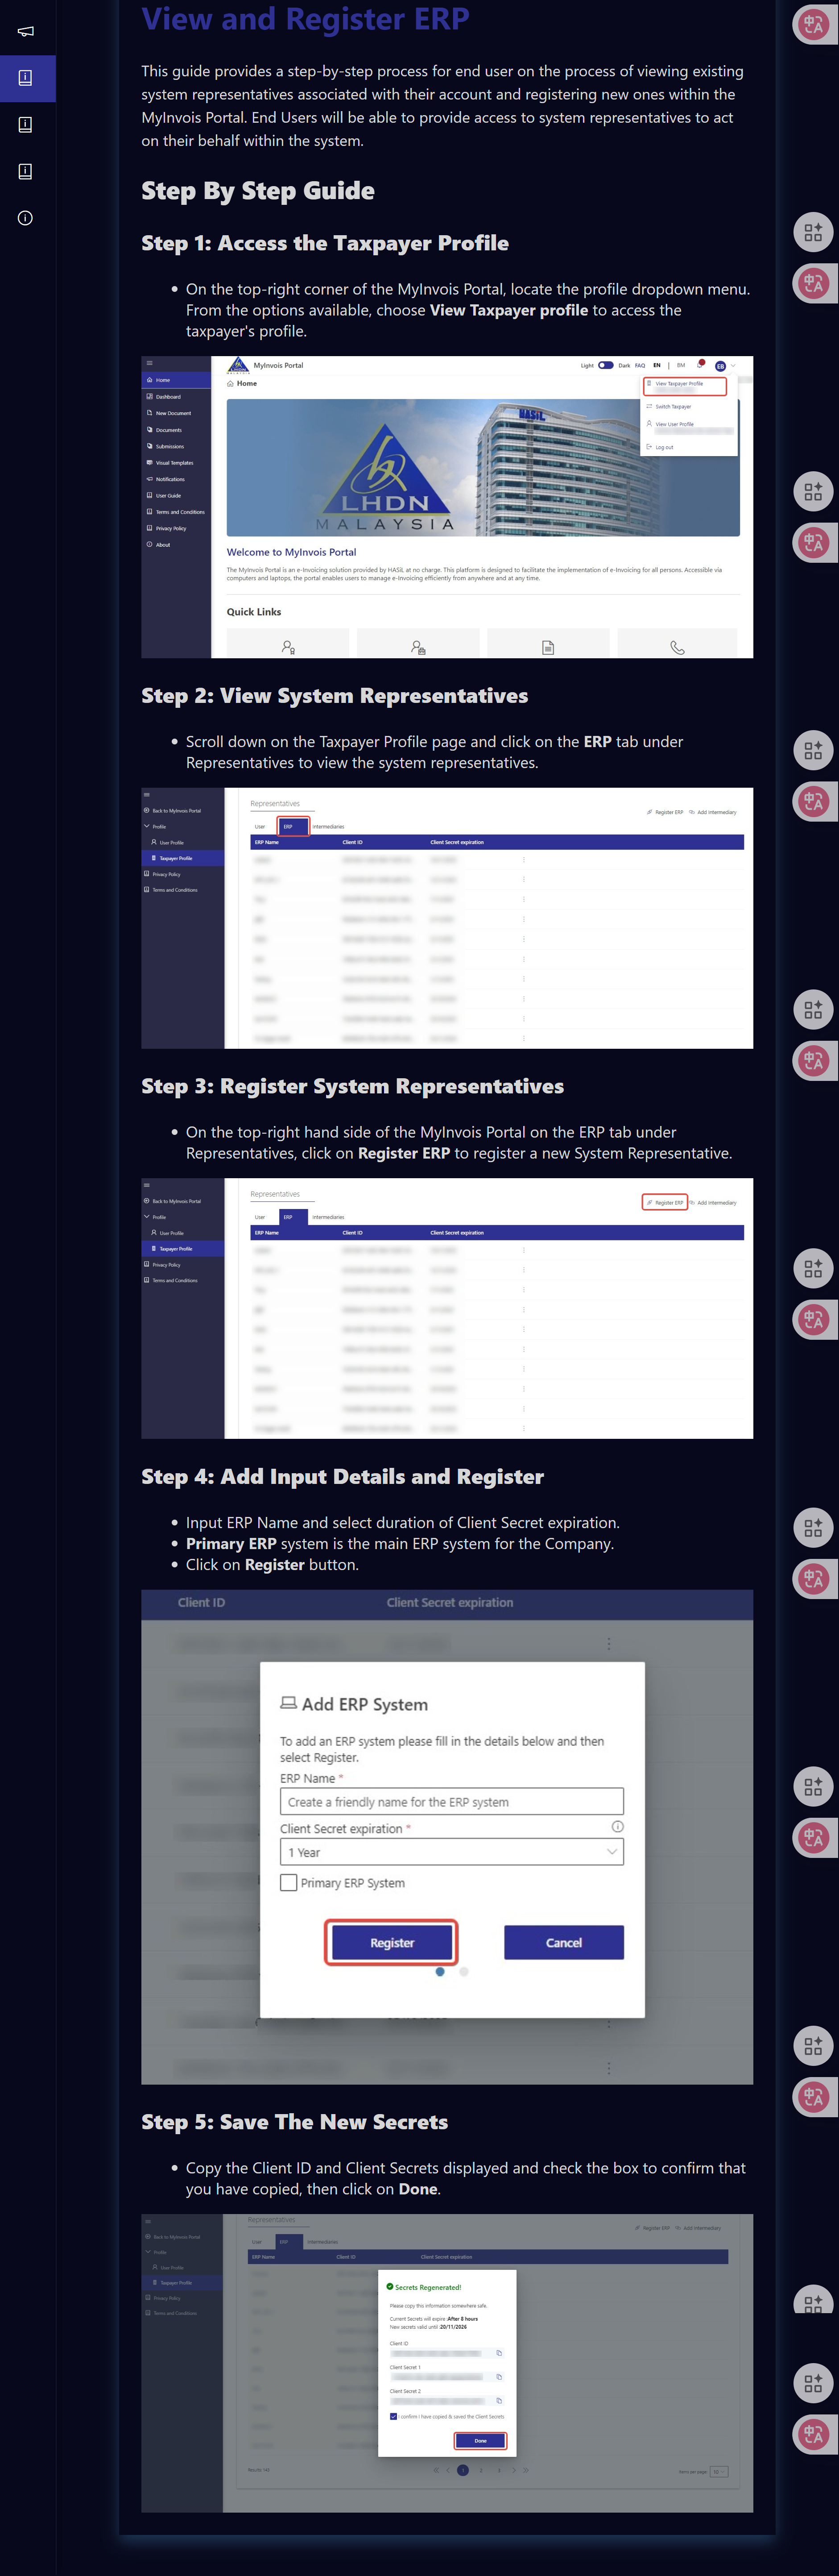 View and Register ERP
This guide provides a step-by-step process for end user on the process of viewing existing
system representatives associated with their account and registering new ones within the
MyInvois Portal. End Users will be able to provide access to system representatives to act
on their behalf within the system.
Step By Step Guide
Step 1: Access the Taxpayer Profile
On the top-right corner of the MyInvois Portal, locate the profile dropdown menu.
From the options available, choose View Taxpayer profile to access the
taxpayer's profile.
MyInvois Portal
Light Dark FAQ EN | BM EB
Home
Home
View Taxpayer Profile
Switch Taxpayer
View User Profile
Log out
Dashboard
New Document
Documents
Submissions
Visual Templates
Notifications
User Guide
Terms and Conditions
Privacy Policy
About
HASiL
LHDN
MALAYSIA
Welcome to MyInvois Portal
The MyInvois Portal is an e-Invoicing solution provided by HASiL at no charge. This platform is designed to facilitate the implementation of e-Invoicing for all persons. Accessible via
computers and laptops, the portal enables users to manage e-Invoicing efficiently from anywhere and at any time.
Quick Links
Step 2: View System Representatives
Scroll down on the Taxpayer Profile page and click on the ERP tab under
Representatives to view the system representatives.
Back to MyInvois Portal
Profile
User Profile
Taxpayer Profile
Privacy Policy
Terms and Conditions
Representatives
Register ERP Add Intermediary
User ERP Intermediaries
ERP Name Client ID Client Secret expiration
Step 3: Register System Representatives
On the top-right hand side of the MyInvois Portal on the ERP tab under
Representatives, click on Register ERP to register a new System Representative.
Back to MyInvois Portal
Profile
User Profile
Taxpayer Profile
Privacy Policy
Terms and Conditions
Representatives
Register ERP Add Intermediary
User ERP Intermediaries
ERP Name Client ID Client Secret expiration
Step 4: Add Input Details and Register
Input ERP Name and select duration of Client Secret expiration.
Primary ERP system is the main ERP system for the Company.
Click on Register button.
Client ID Client Secret expiration
Add ERP System
To add an ERP system please fill in the details below and then
select Register.
ERP Name *
Create a friendly name for the ERP system
Client Secret expiration *
1 Year
Primary ERP System
Register Cancel
Step 5: Save The New Secrets
Copy the Client ID and Client Secrets displayed and check the box to confirm that
you have copied, then click on Done.
Back to MyInvois Portal
Profile
User Profile
Taxpayer Profile
Privacy Policy
Terms and Conditions
Representatives
Register ERP Add Intermediary
User ERP Intermediaries
ERP Name Client ID Client Secret expiration
Secrets Regenerated!
Please copy this information somewhere safe.
Current Secrets will expire: After 8 hours
New secrets valid until: 20/11/2026
Client ID
Client Secret 1
Client Secret 2
I confirm I have copied & saved the Client Secrets
Done
1 2 3
Items per page: 10